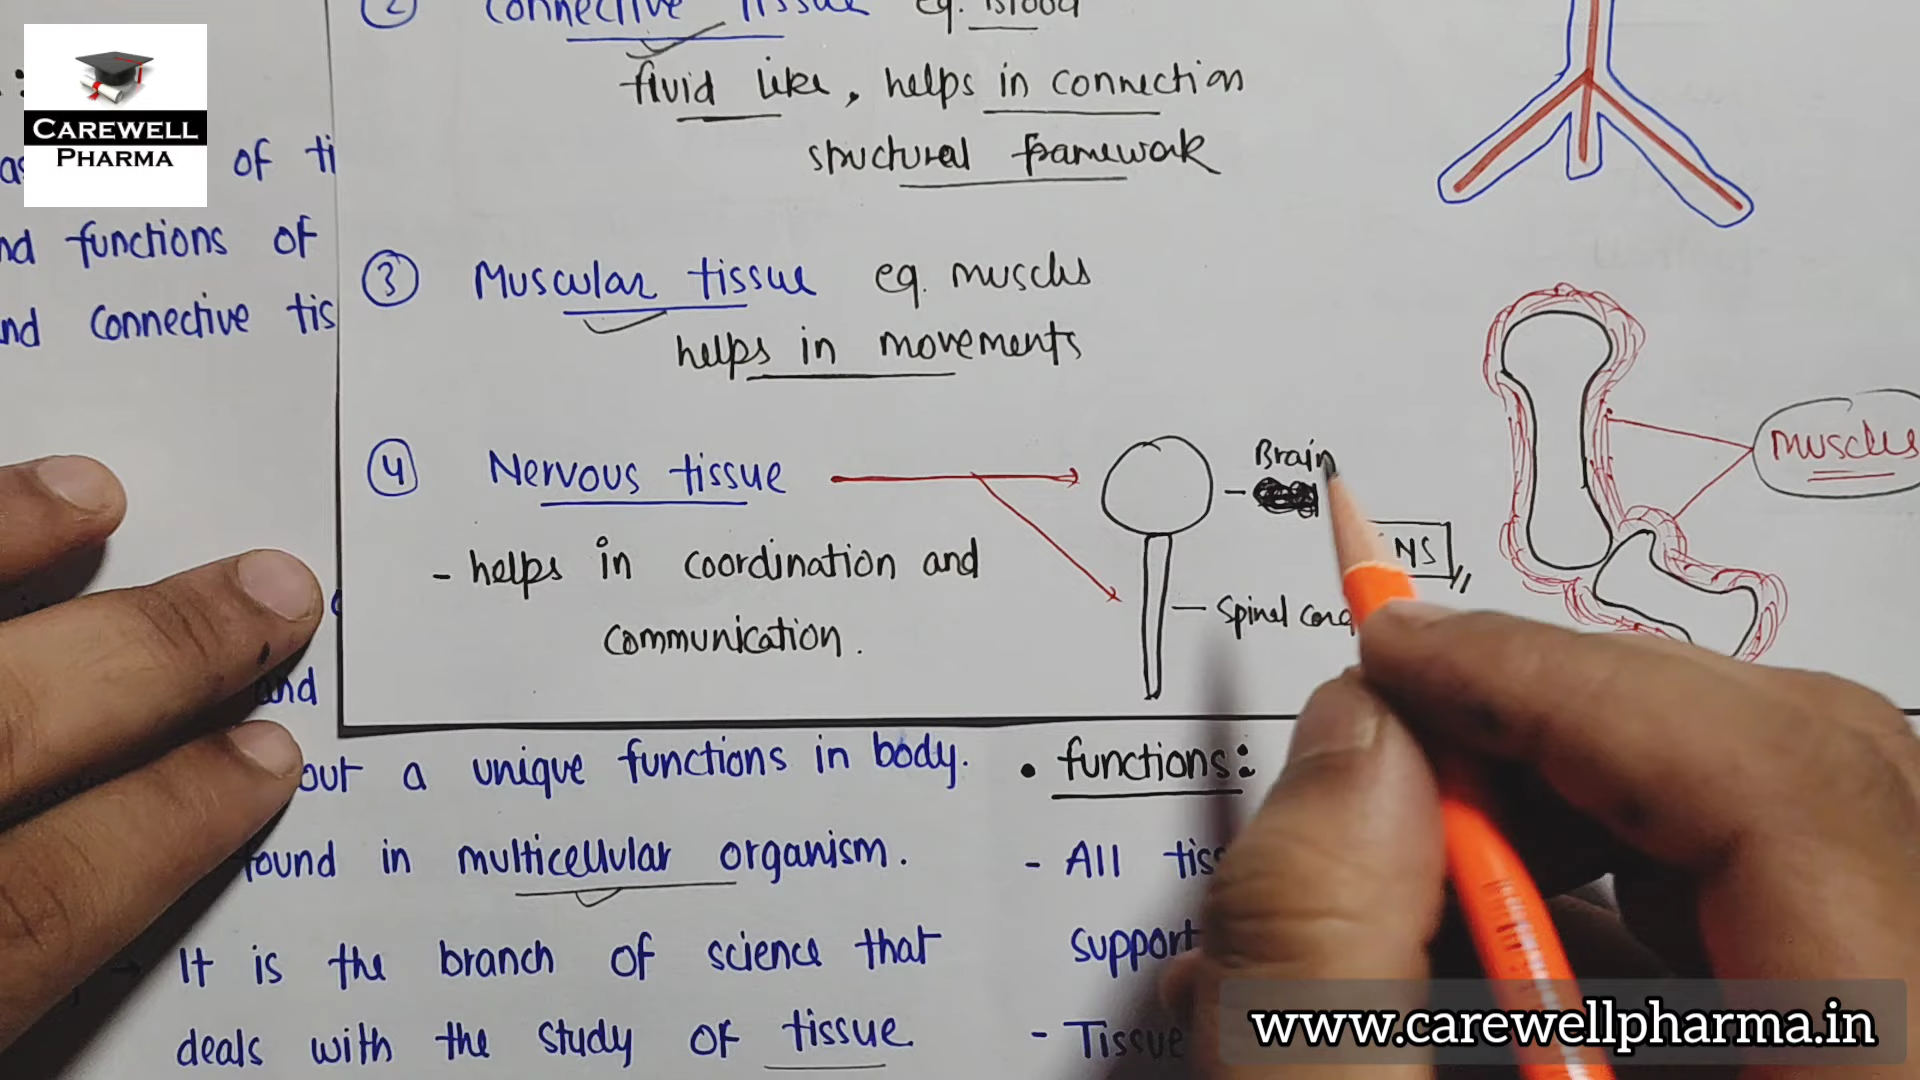 ② Connective tissue eg. Blood
fluid like, helps in connection
structural framework
CAREWELL
PHARMA
of ti
nd functions of
nd connective tis
③ Muscular tissue eg. muscles
helps in movements
muscles
④ Nervous tissue
Brain
- helps in coordination and
communication.
NS
Spinal cord
and
out a unique functions in body.
• functions:
found in multicellular organism.
- All tiss
→ It is the branch of science that
support
deals with the study of tissue.
- Tissue
www.carewellpharma.in